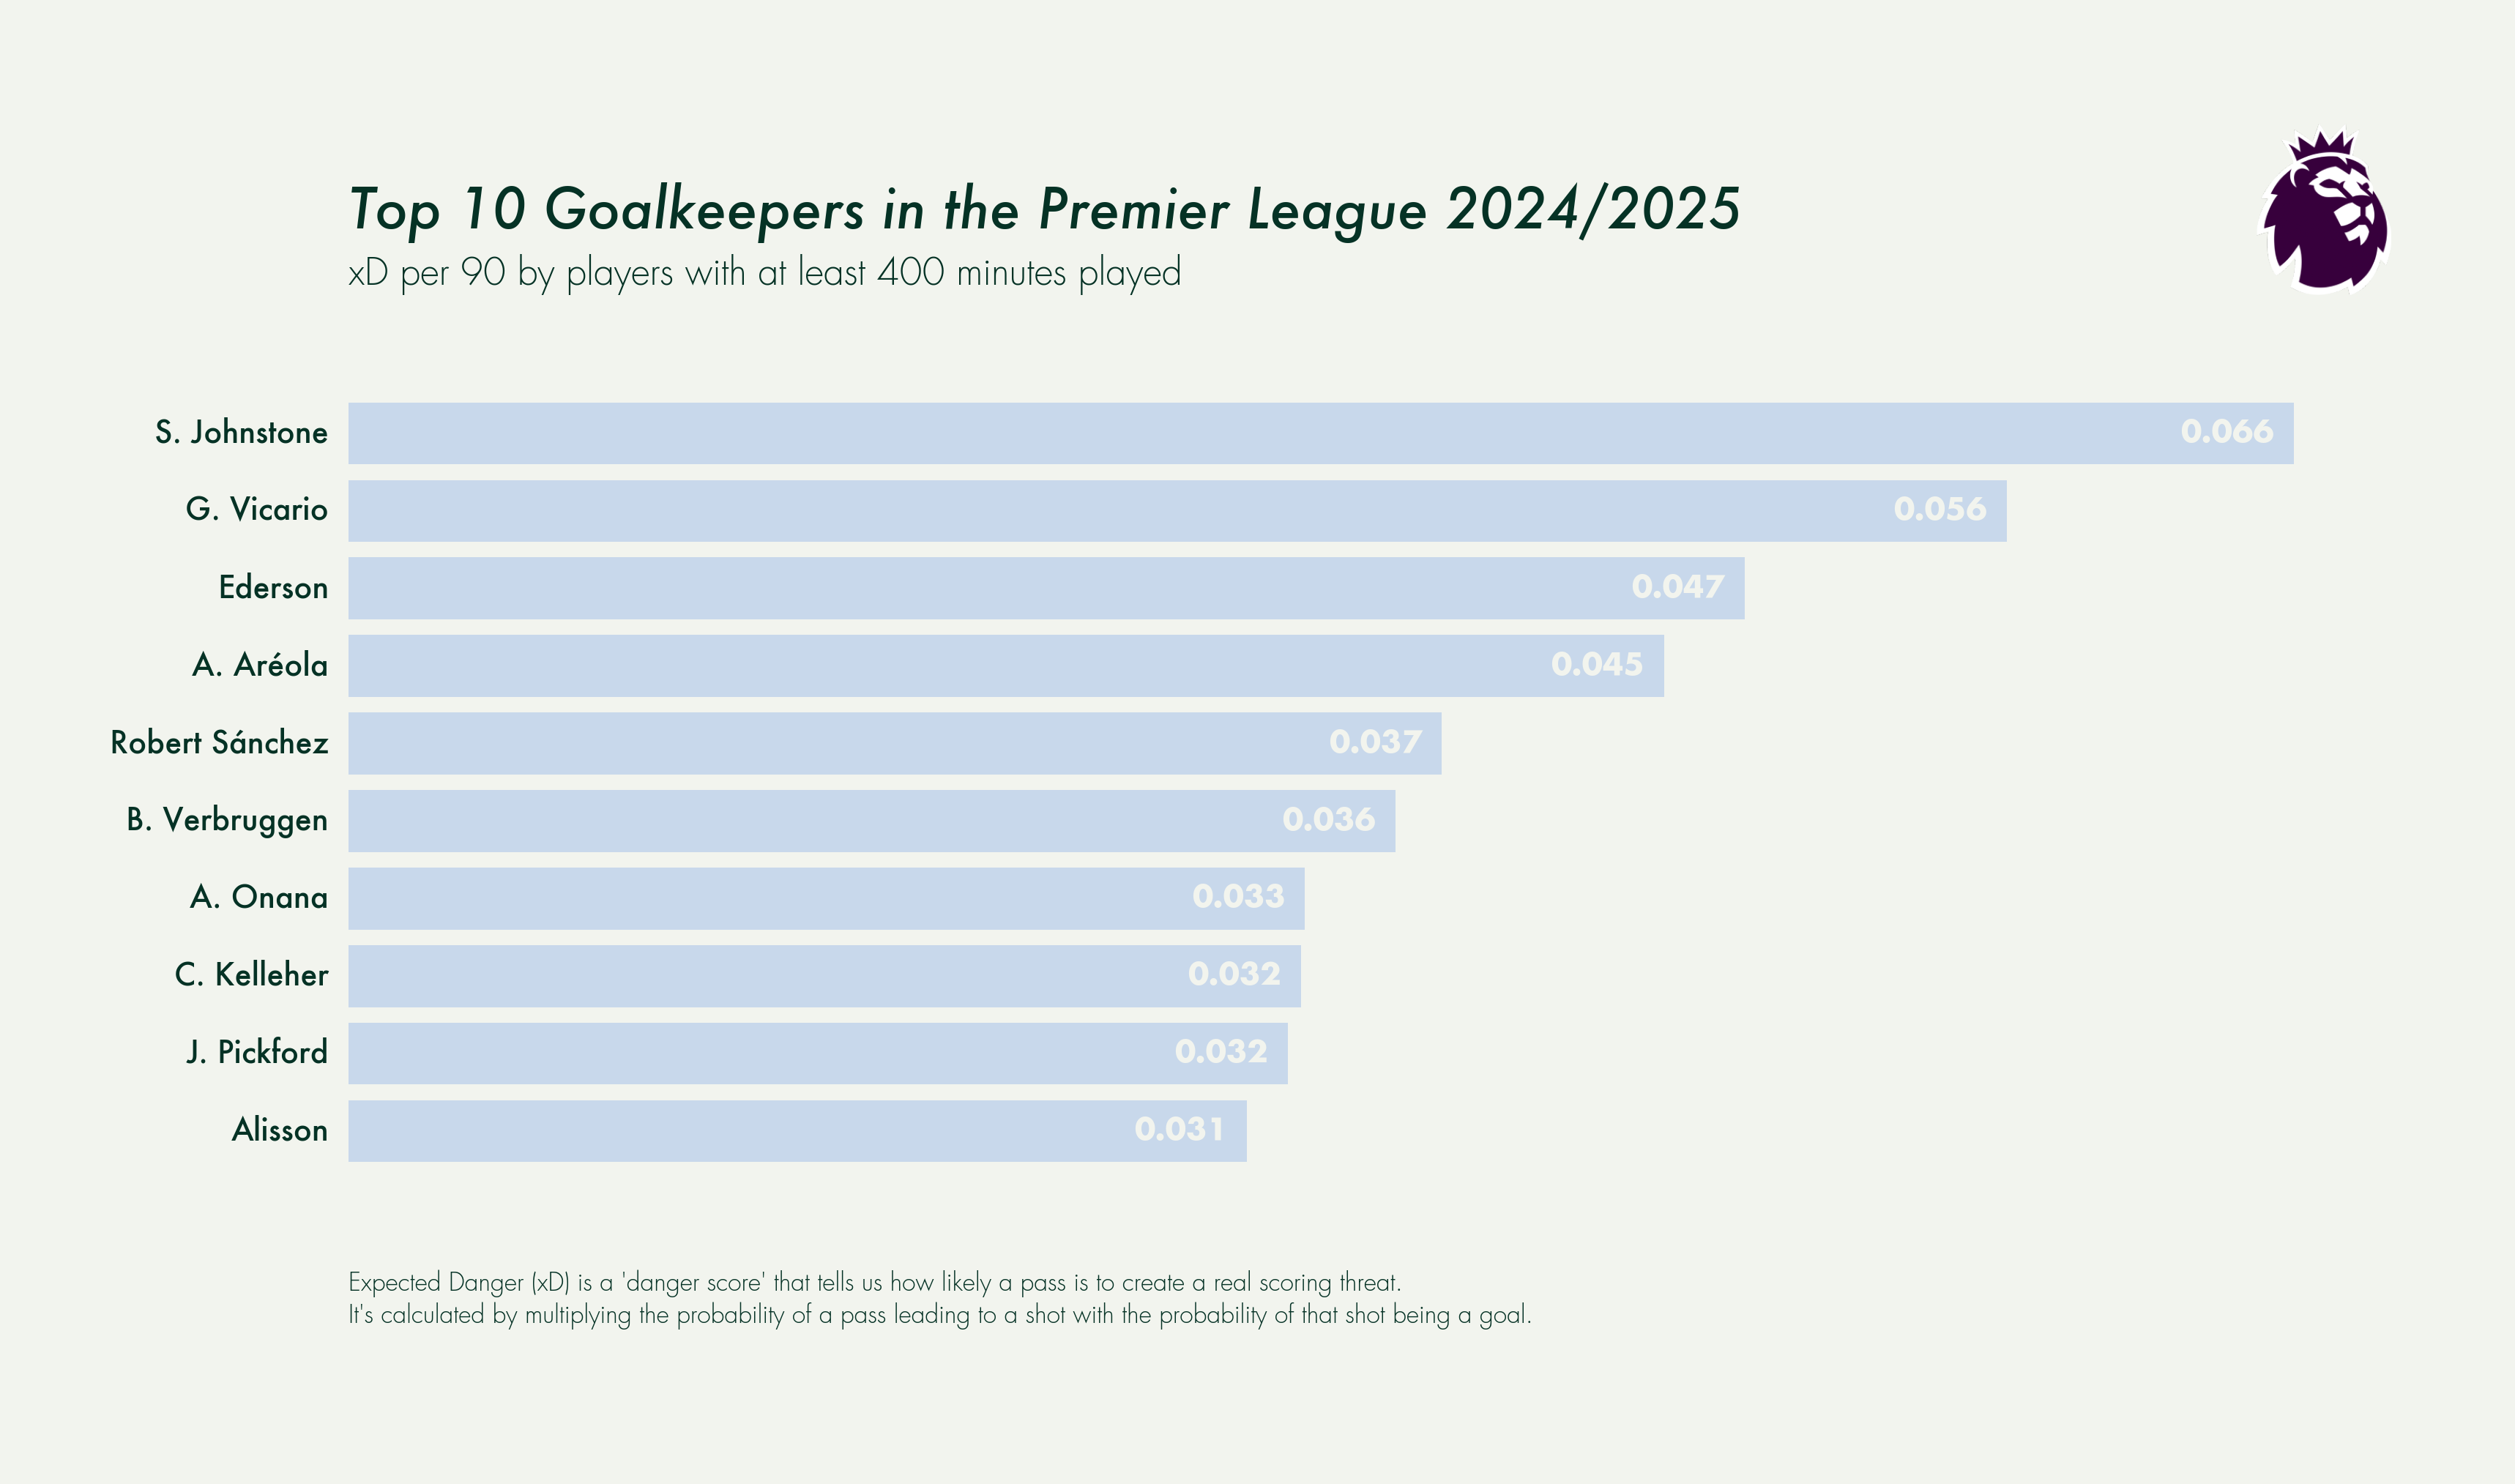 Top 10 Goalkeepers in the Premier League 2024/2025
xD per 90 by players with at least 400 minutes played
S. Johnstone 0.066
G. Vicario 0.056
Ederson 0.047
A. Aréola 0.045
Robert Sánchez 0.037
B. Verbruggen 0.036
A. Onana 0.033
C. Kelleher 0.032
J. Pickford 0.032
Alisson 0.031
Expected Danger (xD) is a 'danger score' that tells us how likely a pass is to create a real scoring threat.
It's calculated by multiplying the probability of a pass leading to a shot with the probability of that shot being a goal.